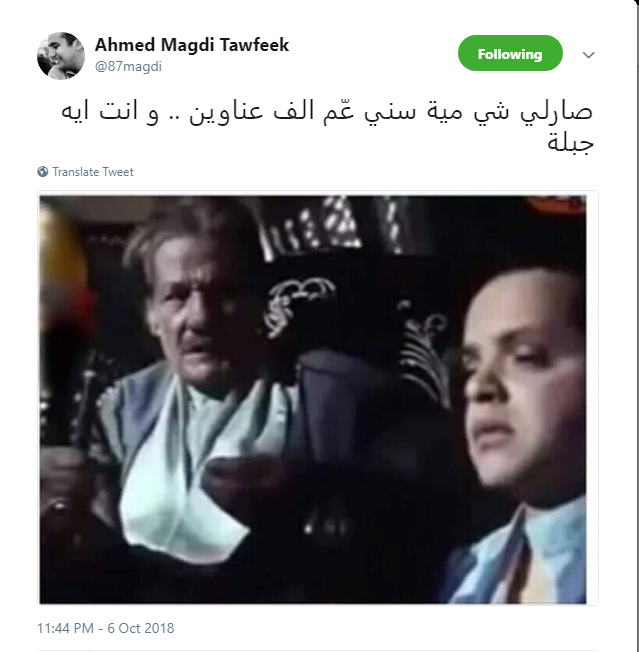 Ahmed Magdi Tawfeek
@87magdi
Following
صارلي شي مية سني عّم الف عناوين .. و انت ايه
جبلة
Translate Tweet
11:44 PM - 6 Oct 2018